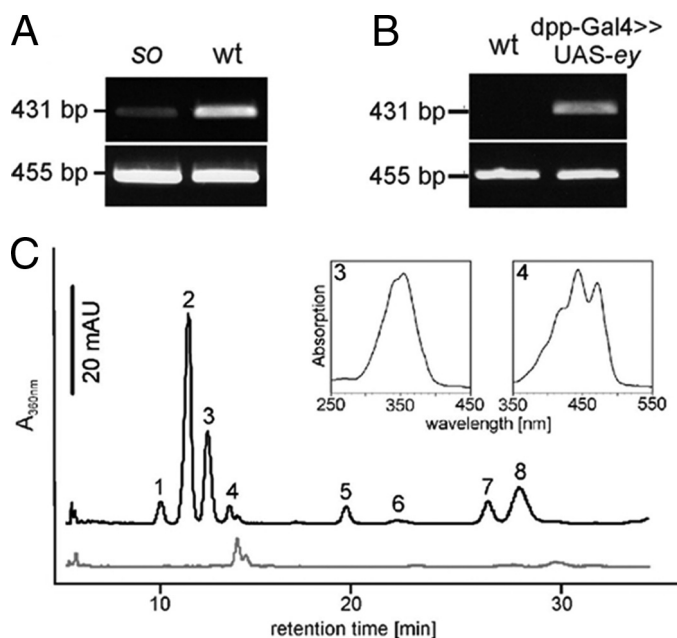 A
so wt
431 bp
455 bp
B
wt dpp-Gal4>>
UAS-ey
431 bp
455 bp
C
20 mAU
A360nm
1 2 3 4 5 6 7 8
3
Absorption
250 350 450
4
350 450 550
wavelength [nm]
10 20 30
retention time [min]